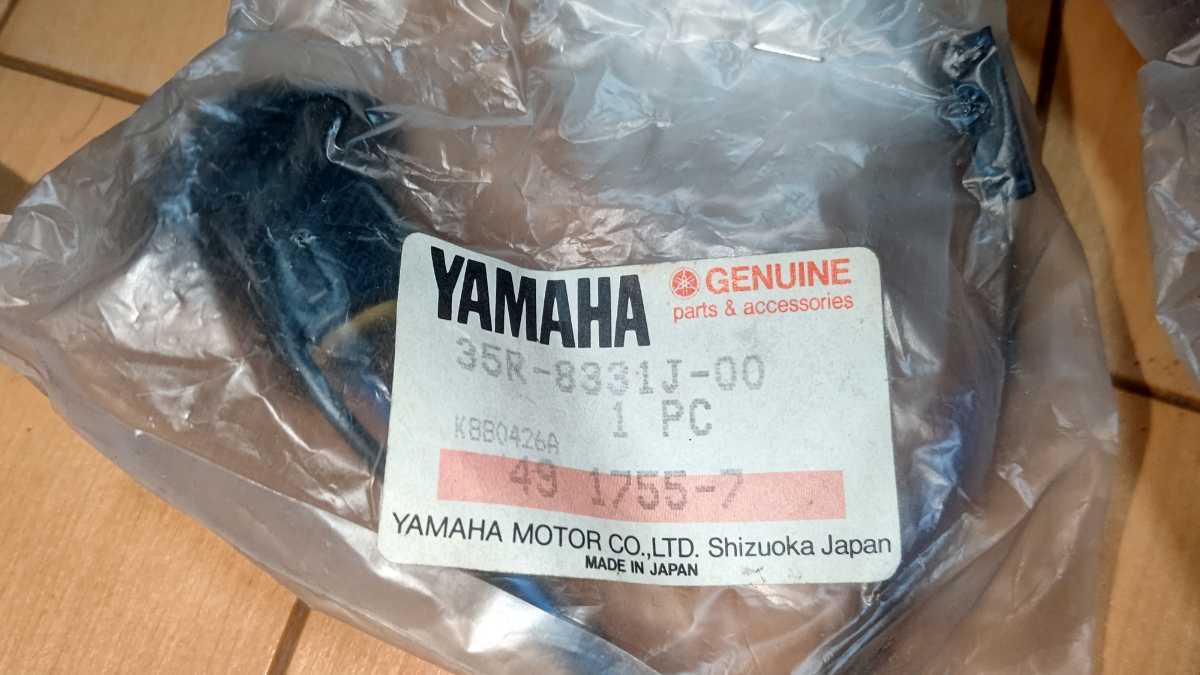 YAMAHA
GENUINE
parts & accessories
35R-8331J-00
1 PC
K8B0426A
49 1755-7
YAMAHA MOTOR CO.,LTD. Shizuoka Japan
MADE IN JAPAN